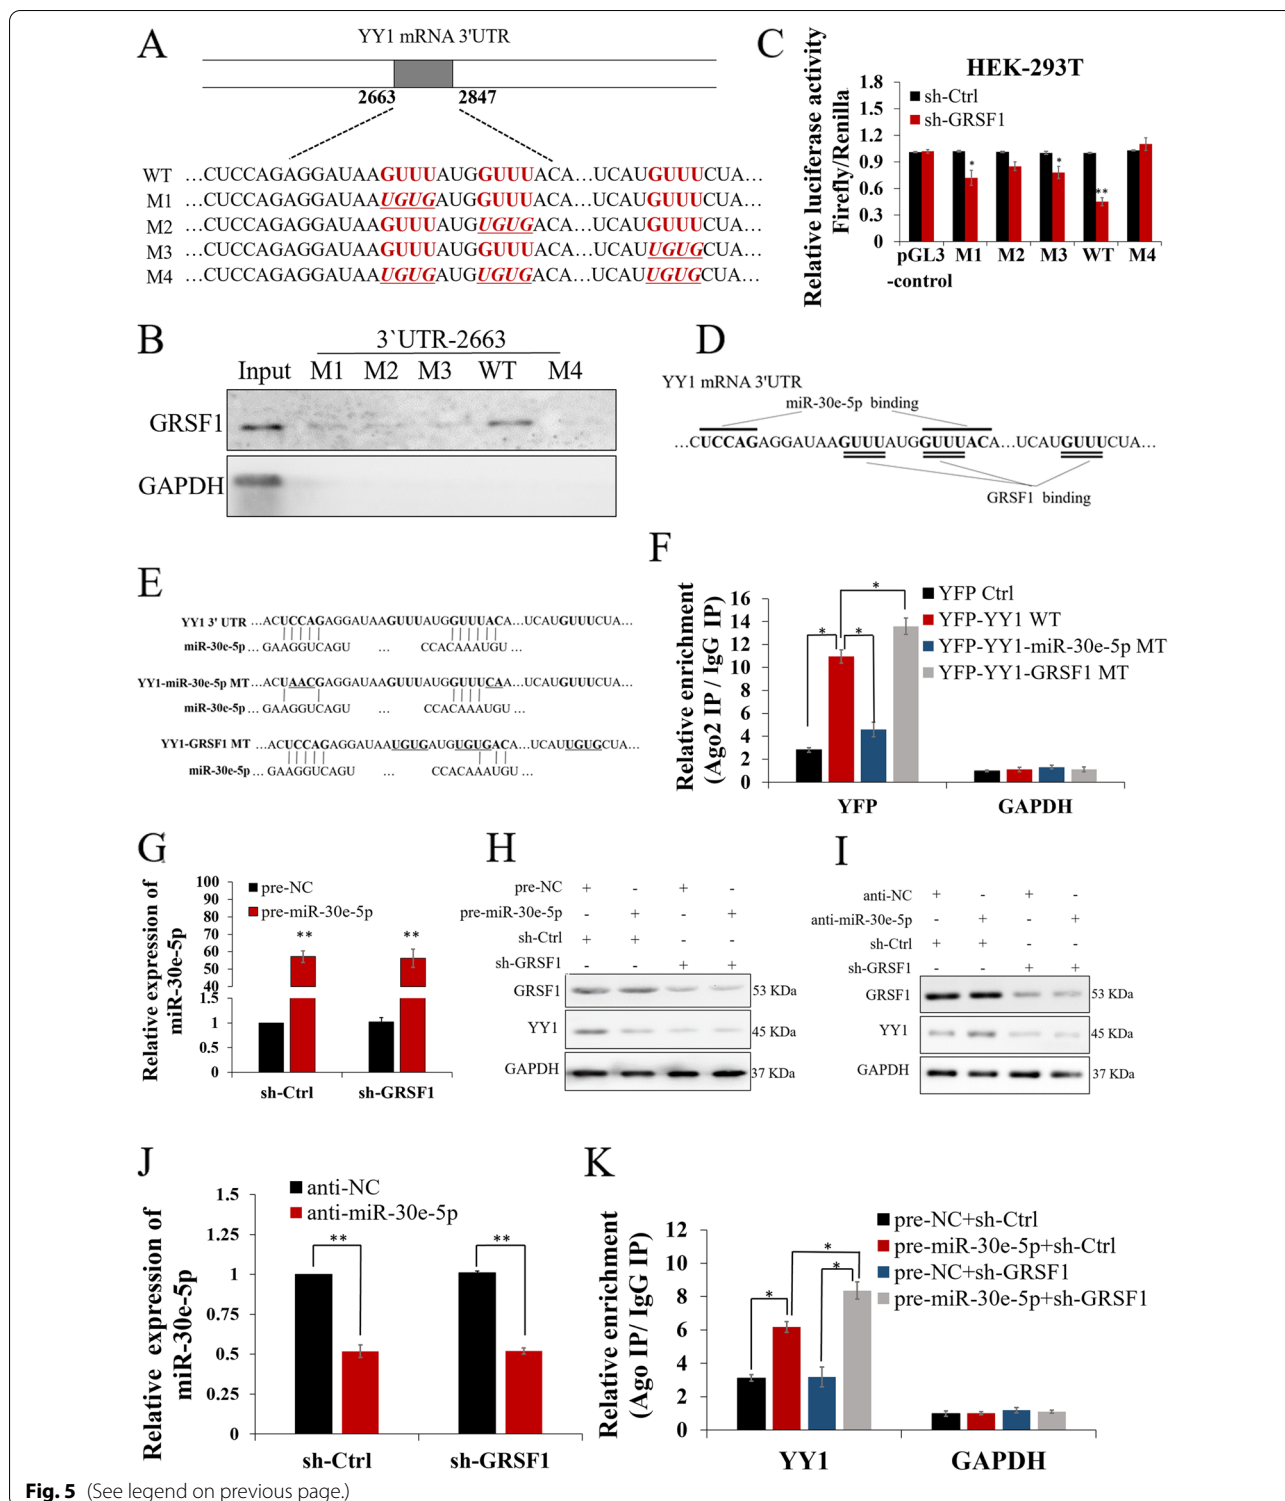 A
YY1 mRNA 3'UTR
2663 2847
WT ...CUCCAGAGGAUAAGUUUAUGGUUUACA...UCAUGUUUCUA...
M1 ...CUCCAGAGGAUAAUGUGAUGGUUUACA...UCAUGUUUCUA...
M2 ...CUCCAGAGGAUAAGUUUAUGUGUGACA...UCAUGUUUCUA...
M3 ...CUCCAGAGGAUAAGUUUAUGGUUUACA...UCAUUGUGCUA...
M4 ...CUCCAGAGGAUAAUGUGAUGUGUGACA...UCAUUGUGCUA...
C
HEK-293T
Relative luciferase activity
Firefly/Renilla
sh-Ctrl
sh-GRSF1
1.8
1.5
1.2
0.9
0.6
0.3
0
* * **
pGL3 M1 M2 M3 WT M4
-control
B
3`UTR-2663
Input M1 M2 M3 WT M4
GRSF1
GAPDH
D
YY1 mRNA 3'UTR
miR-30e-5p binding
...CUCCAGAGGAUAAGUUUAUGGUUUACA...UCAUGUUUCUA...
GRSF1 binding
E
YY1 3' UTR ...ACUCCAGAGGAUAAGUUUAUGGUUUACA...UCAUGUUUCUA...
miR-30e-5p ... GAAGGUCAGU ... CCACAAAUGU ...
YY1-miR-30e-5p MT ...ACUAACGAGGAUAAGUUUAUGGUUUCAA...UCAUGUUUCUA...
miR-30e-5p ... GAAGGUCAGU ... CCACAAAUGU ...
YY1-GRSF1 MT ...ACUCCAGAGGAUAAUGUGAUGUGUGACA...UCAUUGUGCUA...
miR-30e-5p ... GAAGGUCAGU ... CCACAAAUGU ...
F
Relative enrichment
(Ago2 IP / IgG IP)
YFP Ctrl
YFP-YY1 WT
YFP-YY1-miR-30e-5p MT
YFP-YY1-GRSF1 MT
16
14
12
10
8
6
4
2
0
* * *
YFP GAPDH
G
Relative expression of
miR-30e-5p
pre-NC
pre-miR-30e-5p
100
90
80
70
60
50
40
1.5
1
0.5
0
** **
sh-Ctrl sh-GRSF1
H
pre-NC + - + -
pre-miR-30e-5p - + - +
sh-Ctrl + + - -
sh-GRSF1 - - + +
GRSF1 53 KDa
YY1 45 KDa
GAPDH 37 KDa
I
anti-NC + - + -
anti-miR-30e-5p - + - +
sh-Ctrl + + - -
sh-GRSF1 - - + +
GRSF1 53 KDa
YY1 45 KDa
GAPDH 37 KDa
J
Relative expression of
miR-30e-5p
anti-NC
anti-miR-30e-5p
1.5
1.25
1
0.75
0.5
0.25
0
** **
sh-Ctrl sh-GRSF1
K
Relative enrichment
(Ago IP/ IgG IP)
pre-NC+sh-Ctrl
pre-miR-30e-5p+sh-Ctrl
pre-NC+sh-GRSF1
pre-miR-30e-5p+sh-GRSF1
12
10
8
6
4
2
0
* * *
YY1 GAPDH
Fig. 5 (See legend on previous page.)